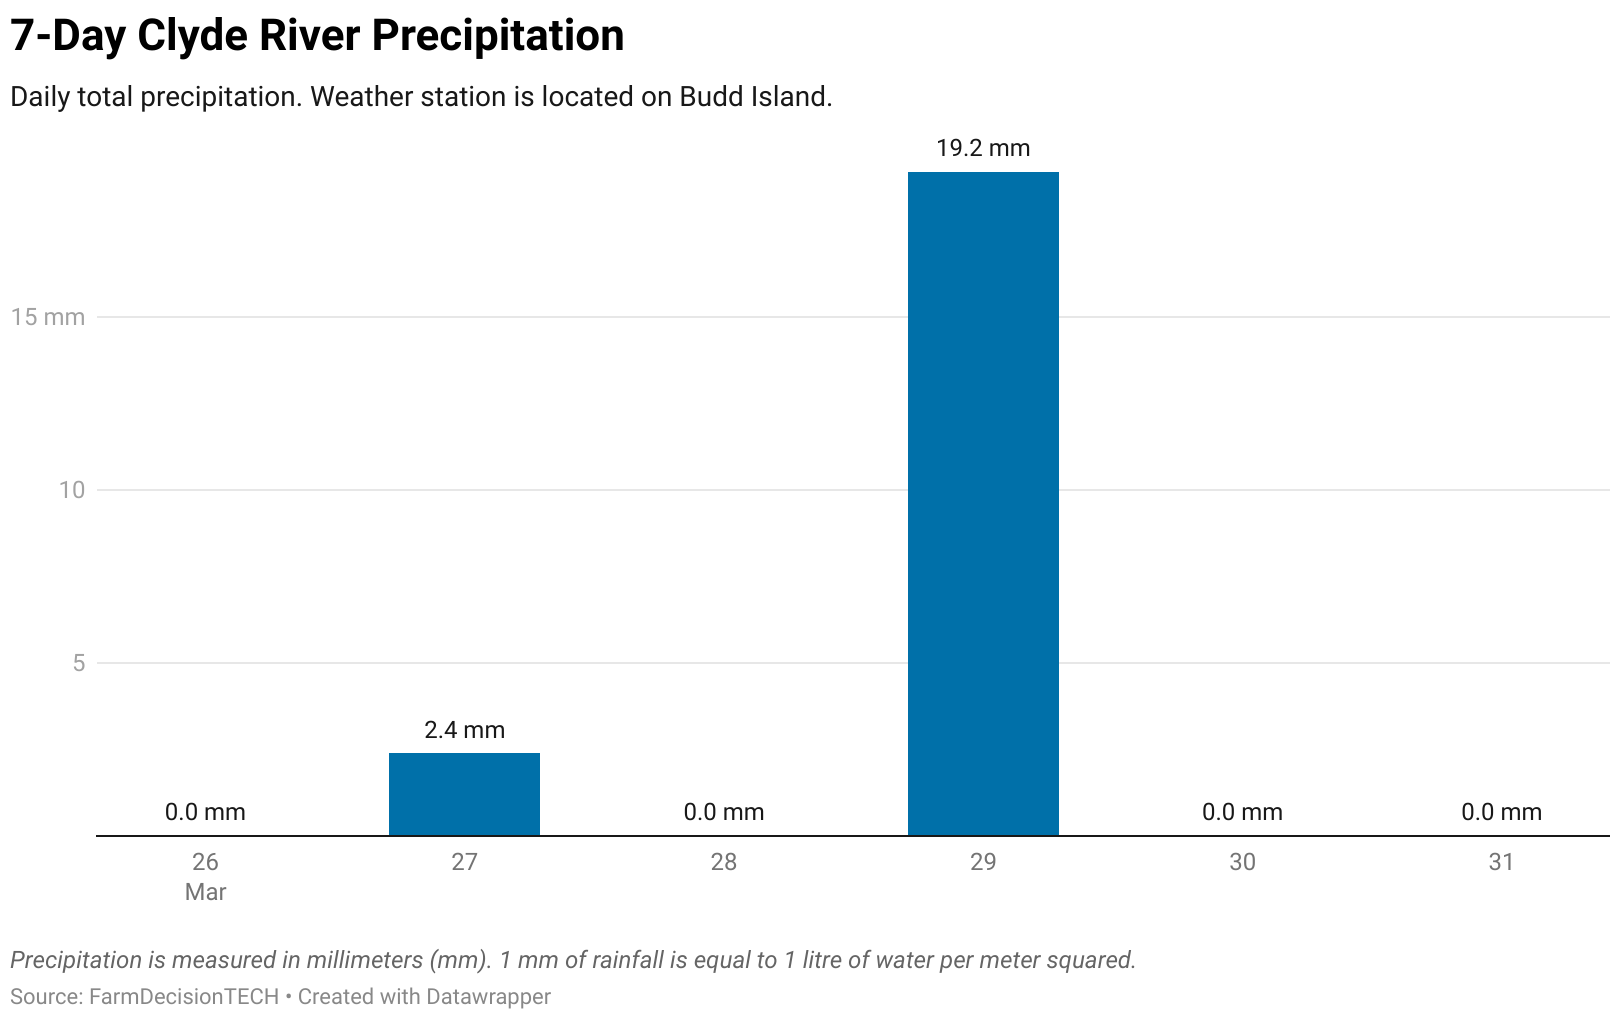 7-Day Clyde River Precipitation
Daily total precipitation. Weather station is located on Budd Island.
19.2 mm
15 mm
10
5
2.4 mm
0.0 mm
0.0 mm
0.0 mm
0.0 mm
26
27
28
29
30
31
Mar
Precipitation is measured in millimeters (mm). 1 mm of rainfall is equal to 1 litre of water per meter squared.
Source: FarmDecisionTECH • Created with Datawrapper